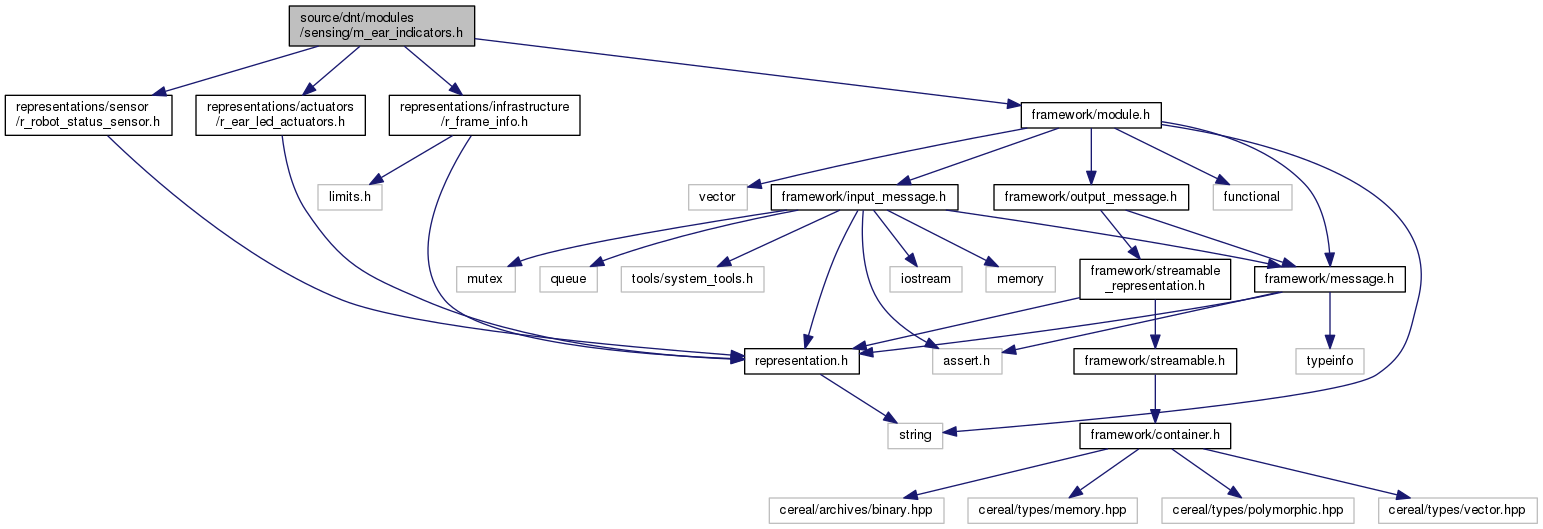 source/dnt/modules
/sensing/m_ear_indicators.h
representations/sensor
/r_robot_status_sensor.h
representations/actuators
/r_ear_led_actuators.h
representations/infrastructure
/r_frame_info.h
framework/module.h
limits.h
vector
framework/input_message.h
framework/output_message.h
functional
mutex
queue
tools/system_tools.h
iostream
memory
framework/streamable
_representation.h
framework/message.h
representation.h
assert.h
framework/streamable.h
typeinfo
string
framework/container.h
cereal/archives/binary.hpp
cereal/types/memory.hpp
cereal/types/polymorphic.hpp
cereal/types/vector.hpp